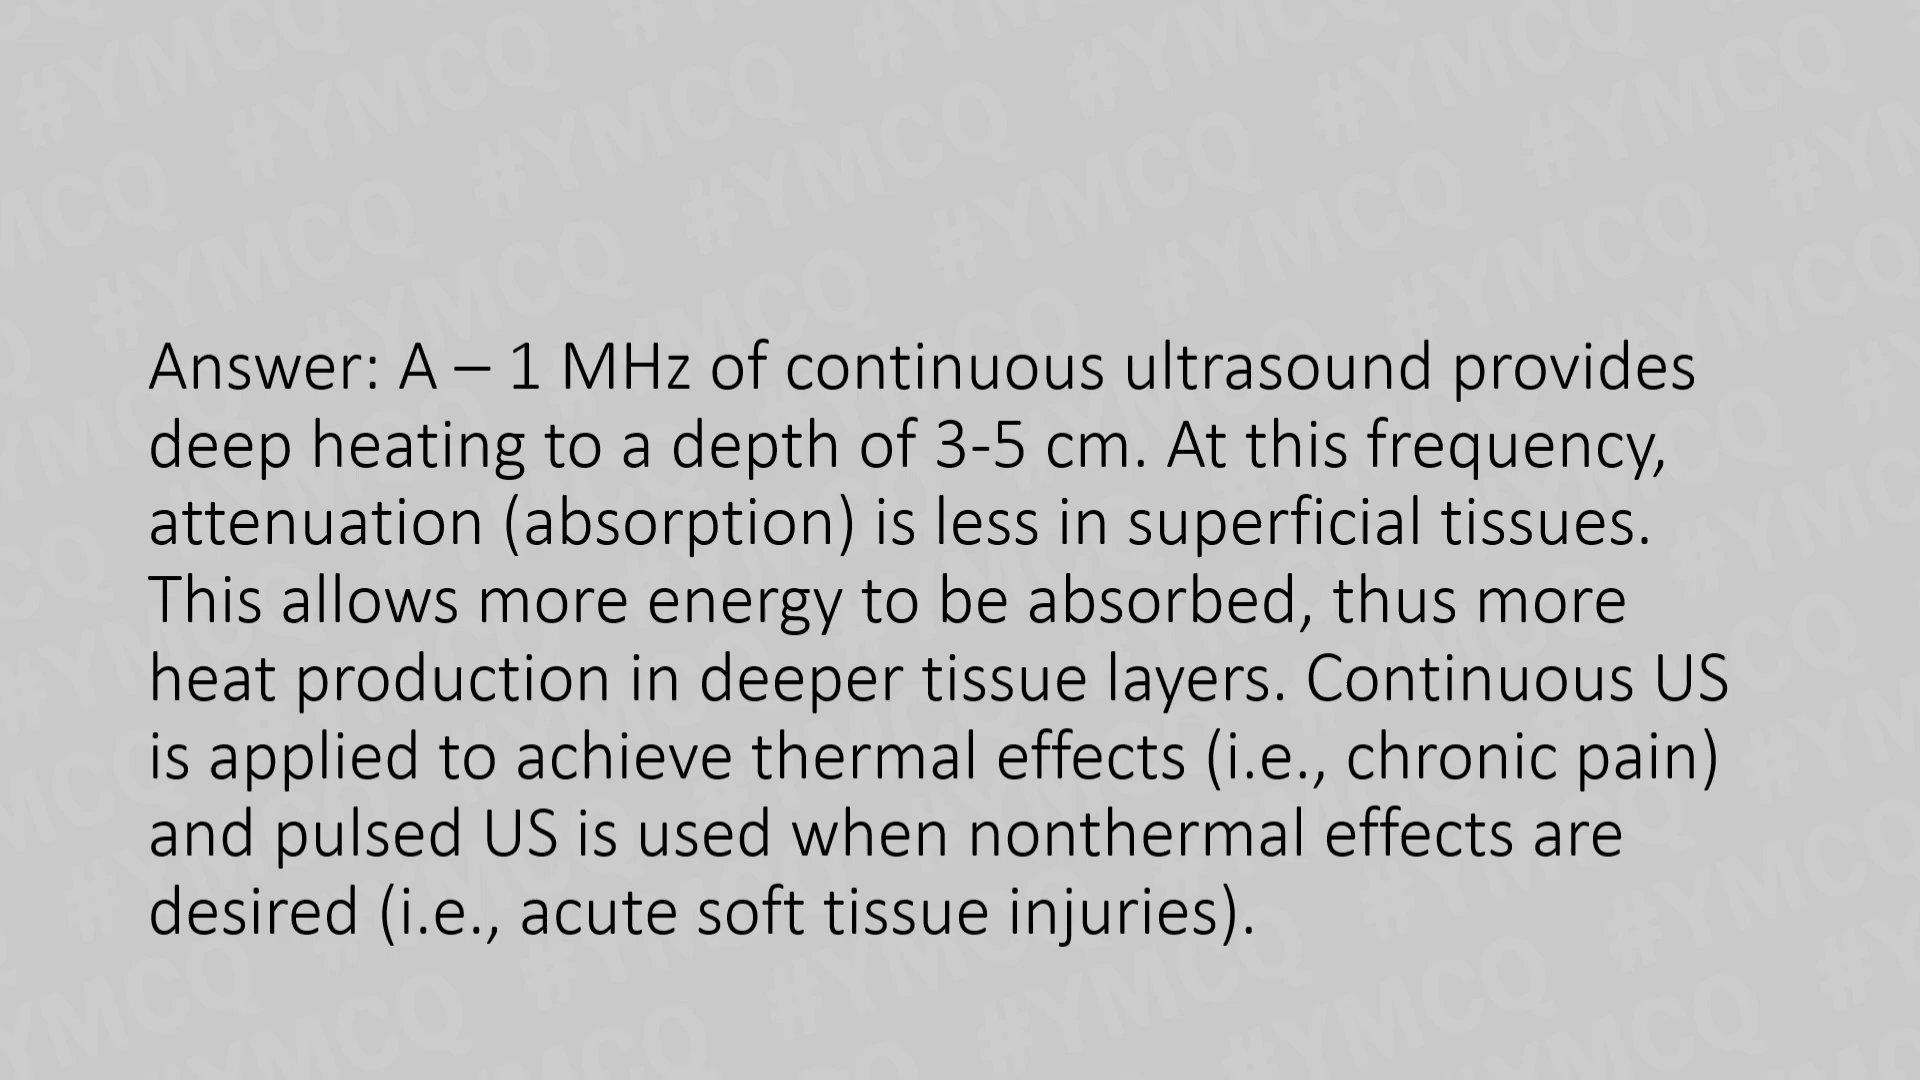 Answer: A – 1 MHz of continuous ultrasound provides
deep heating to a depth of 3-5 cm. At this frequency,
attenuation (absorption) is less in superficial tissues.
This allows more energy to be absorbed, thus more
heat production in deeper tissue layers. Continuous US
is applied to achieve thermal effects (i.e., chronic pain)
and pulsed US is used when nonthermal effects are
desired (i.e., acute soft tissue injuries).
#YMCQ